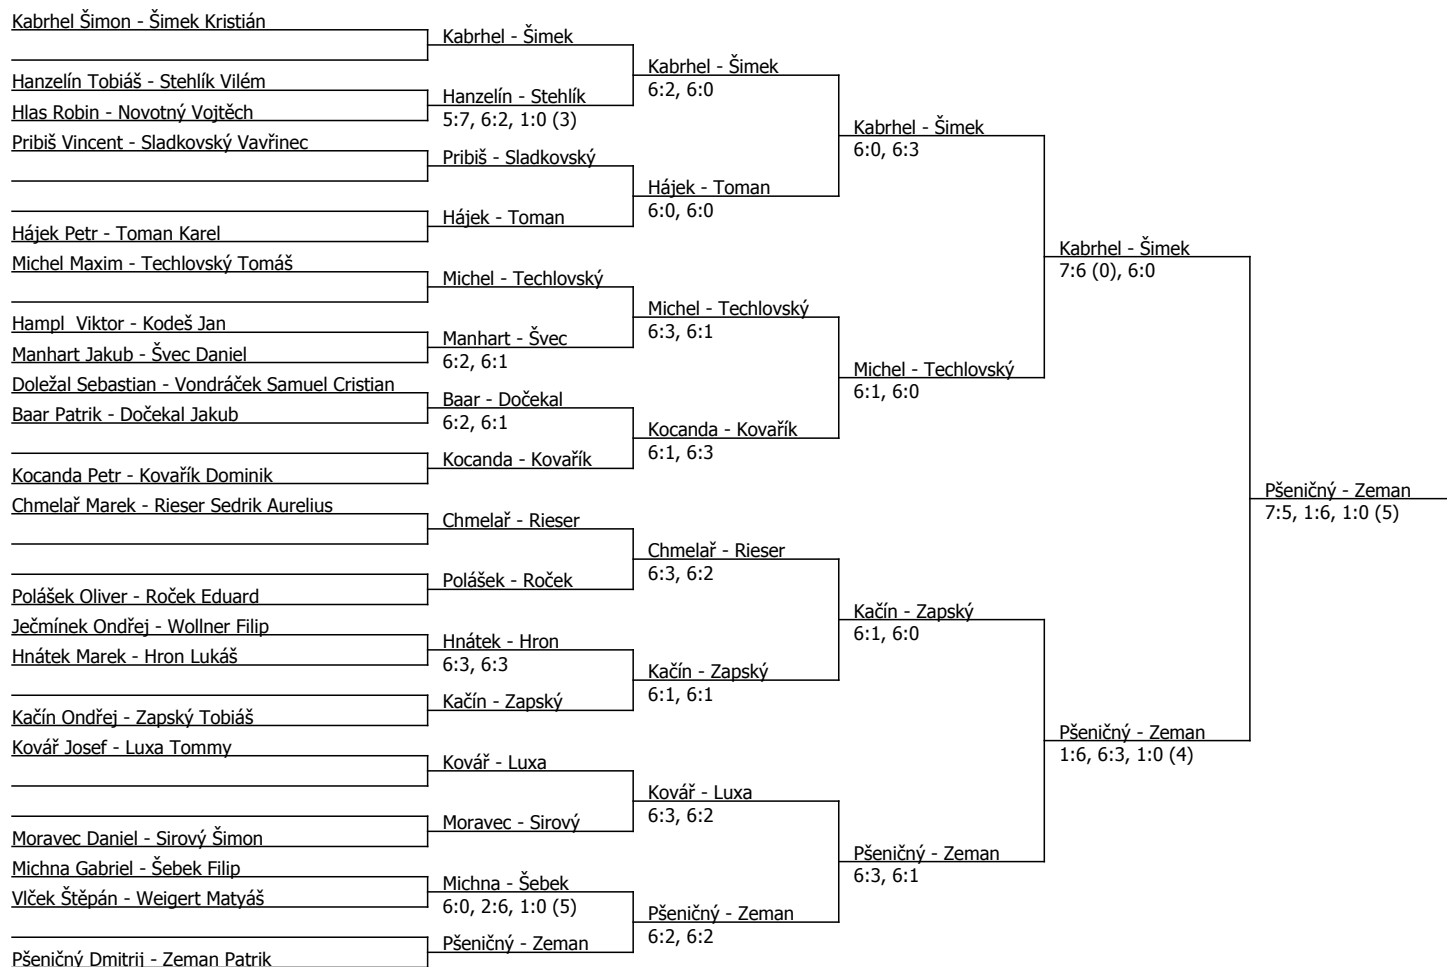 Kabrhel Šimon - Šimek Kristián
Hanzelín Tobiáš - Stehlík Vilém
Hlas Robin - Novotný Vojtěch
Pribiš Vincent - Sladkovský Vavřinec
Hájek Petr - Toman Karel
Michel Maxim - Techlovský Tomáš
Hampl  Viktor - Kodeš Jan
Manhart Jakub - Švec Daniel
Doležal Sebastian - Vondráček Samuel Cristian
Baar Patrik - Dočekal Jakub
Kocanda Petr - Kovařík Dominik
Chmelař Marek - Rieser Sedrik Aurelius
Polášek Oliver - Roček Eduard
Ječmínek Ondřej - Wollner Filip
Hnátek Marek - Hron Lukáš
Kačín Ondřej - Zapský Tobiáš
Kovář Josef - Luxa Tommy
Moravec Daniel - Sirový Šimon
Michna Gabriel - Šebek Filip
Vlček Štěpán - Weigert Matyáš
Pšeničný Dmitrij - Zeman Patrik
Kabrhel - Šimek
Hanzelín - Stehlík
5:7, 6:2, 1:0 (3)
Pribiš - Sladkovský
Hájek - Toman
Michel - Techlovský
Manhart - Švec
6:2, 6:1
Baar - Dočekal
6:2, 6:1
Kocanda - Kovařík
Chmelař - Rieser
Polášek - Roček
Hnátek - Hron
6:3, 6:3
Kačín - Zapský
Kovář - Luxa
Moravec - Sirový
Michna - Šebek
6:0, 2:6, 1:0 (5)
Pšeničný - Zeman
Kabrhel - Šimek
6:2, 6:0
Hájek - Toman
6:0, 6:0
Michel - Techlovský
6:3, 6:1
Kocanda - Kovařík
6:1, 6:3
Chmelař - Rieser
6:3, 6:2
Kačín - Zapský
6:1, 6:1
Kovář - Luxa
6:3, 6:2
Pšeničný - Zeman
6:2, 6:2
Kabrhel - Šimek
6:0, 6:3
Michel - Techlovský
6:1, 6:0
Kačín - Zapský
6:1, 6:0
Pšeničný - Zeman
6:3, 6:1
Kabrhel - Šimek
7:6 (0), 6:0
Pšeničný - Zeman
1:6, 6:3, 1:0 (4)
Pšeničný - Zeman
7:5, 1:6, 1:0 (5)